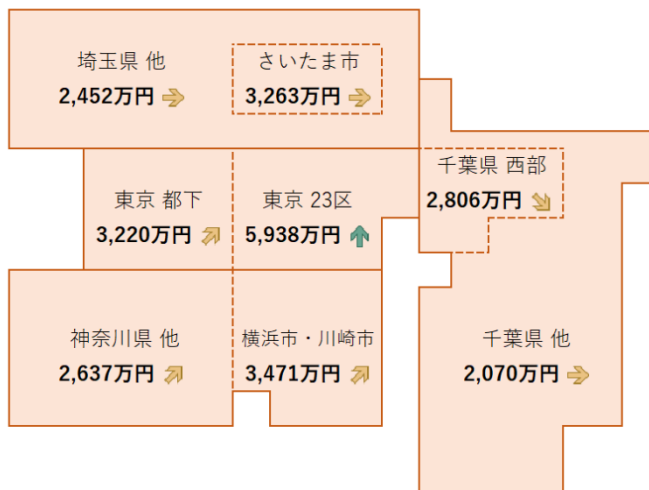 埼玉県 他
2,452万円
さいたま市
3,263万円
千葉県 西部
2,806万円
東京 都下
3,220万円
東京 23区
5,938万円
神奈川県 他
2,637万円
横浜市・川崎市
3,471万円
千葉県 他
2,070万円